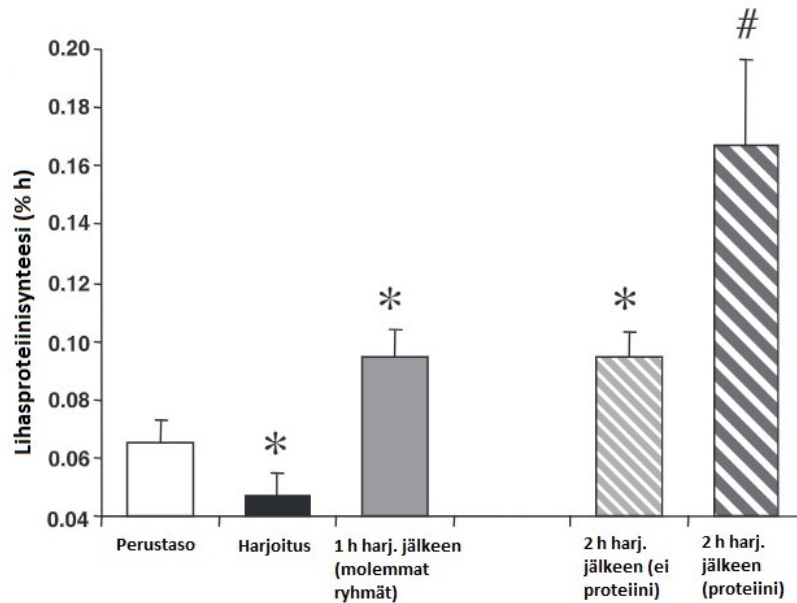 #
0.20
0.18
0.16
0.14
0.12
0.10
0.08
0.06
0.04
Lihasproteiinisynteesi (% h)
*
*
*
Perustaso
Harjoitus
1 h harj. jälkeen
(molemmat
ryhmät)
2 h harj.
jälkeen (ei
proteiini)
2 h harj.
jälkeen
(proteiini)